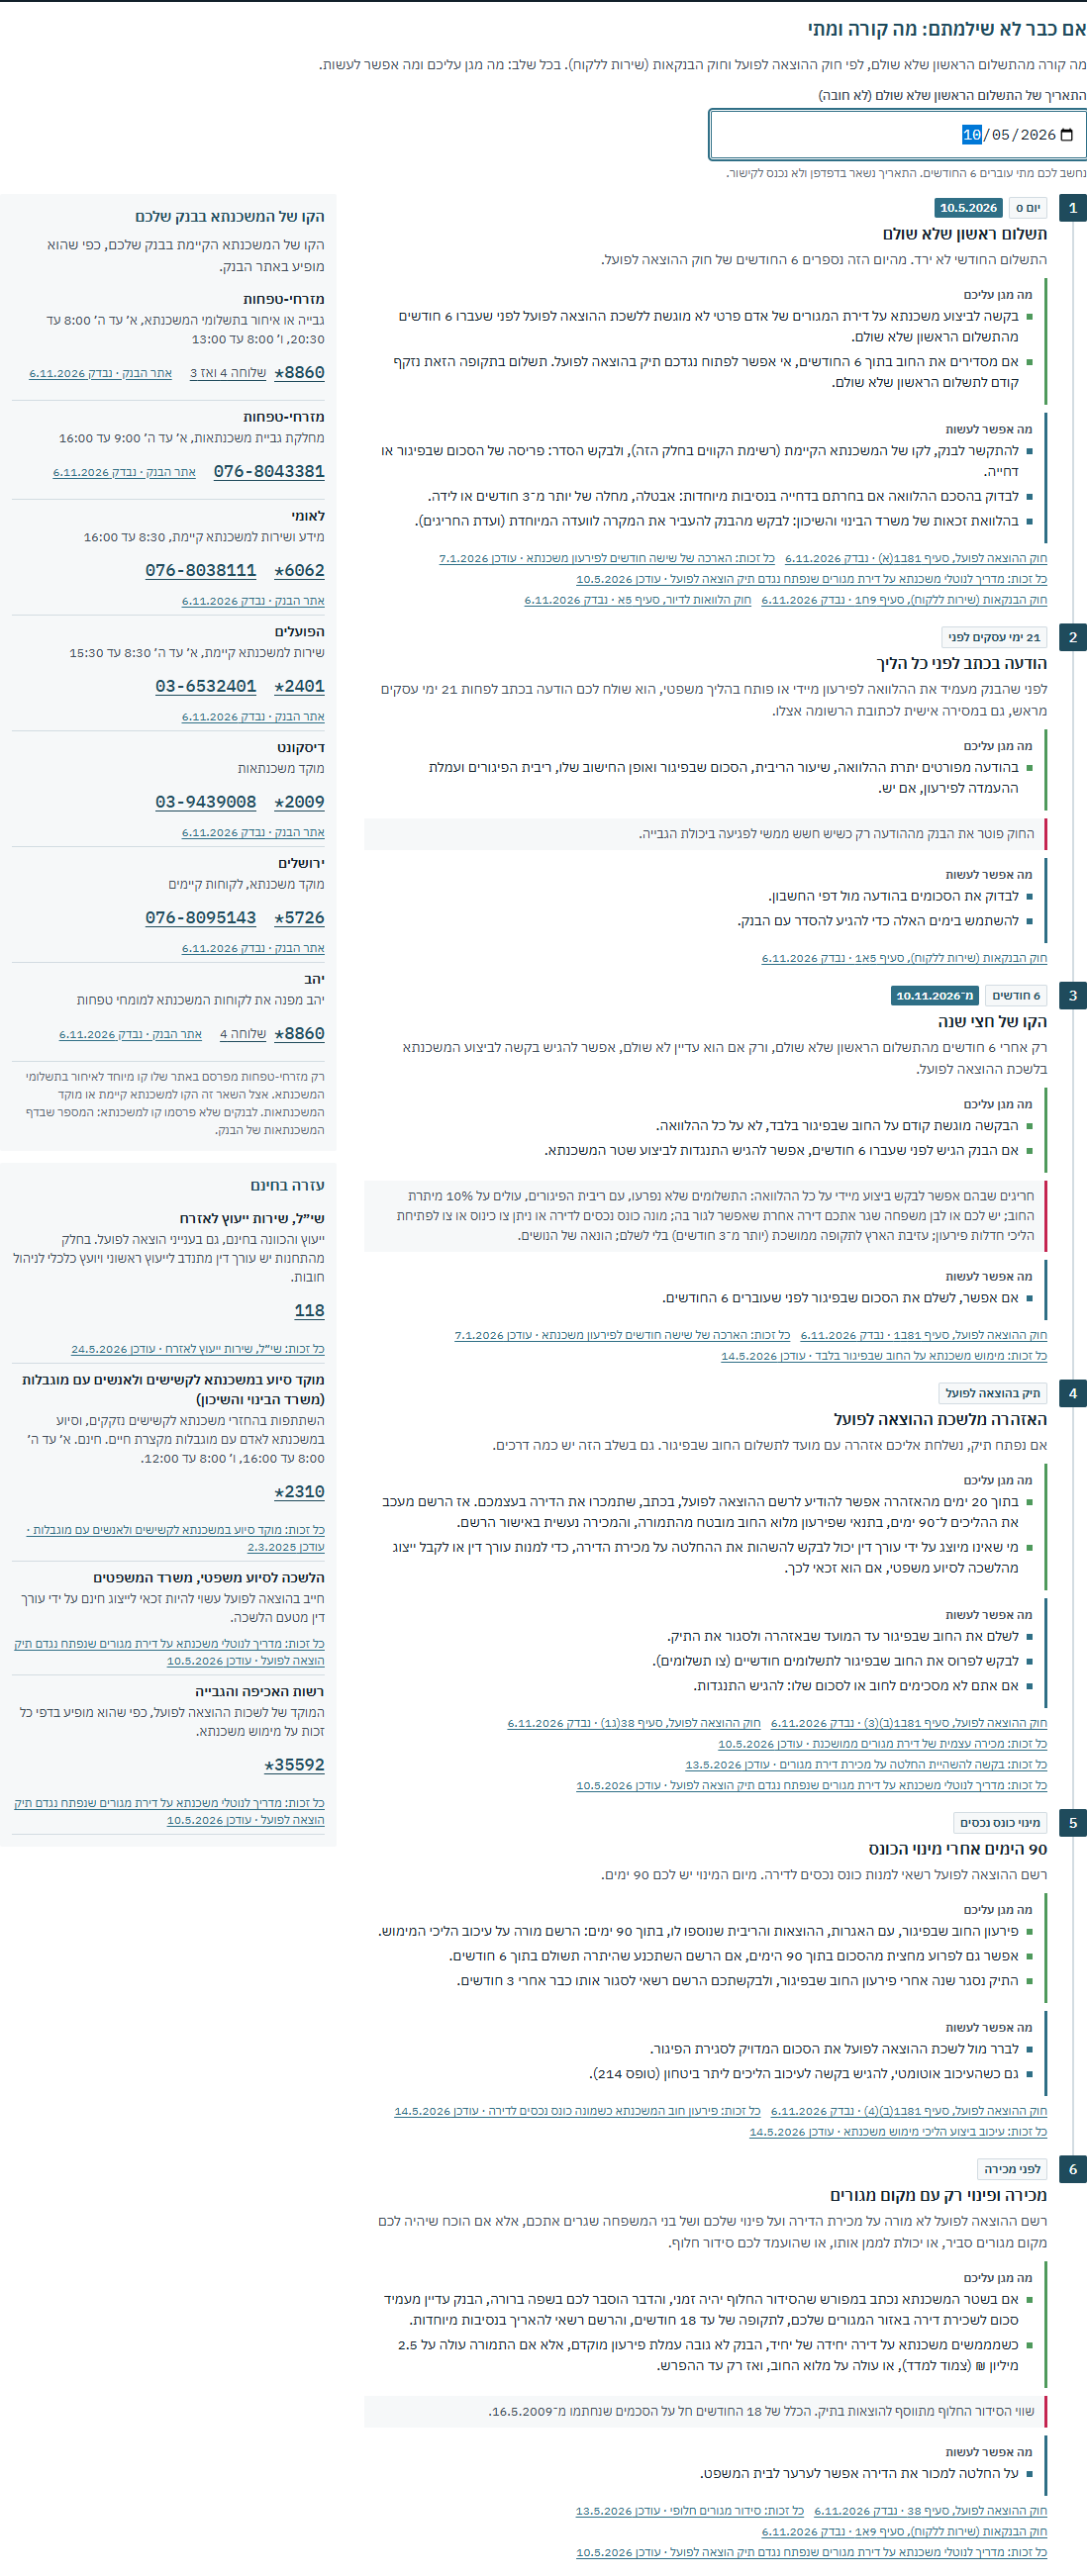 אם כבר לא שילמתם: מה קורה ומתי
מה קורה מהתשלום הראשון שלא שולם, לפי חוק ההוצאה לפועל וחוק הבנקאות (שירות ללקוח). בכל שלב: מה מגן עליכם ומה אפשר לעשות.
התאריך של התשלום הראשון שלא שולם (לא חובה)
10/05/2026
נחשב לכם מתי עוברים 6 החודשים. התאריך נשאר בדפדפן ולא נכנס לקישור.
1
יום 0 10.5.2026
תשלום ראשון שלא שולם
התשלום החודשי לא ירד. מהיום הזה נספרים 6 החודשים של חוק ההוצאה לפועל.
מה מגן עליכם
בקשה לביצוע משכנתא על דירת המגורים של אדם פרטי לא מוגשת ללשכת ההוצאה לפועל לפני שעברו 6 חודשים
מהתשלום הראשון שלא שולם.
אם מסדירים את החוב בתוך 6 החודשים, אי אפשר לפתוח נגדכם תיק בהוצאה לפועל. תשלום בתקופה הזאת נזקף
קודם לתשלום הראשון שלא שולם.
מה אפשר לעשות
להתקשר לבנק, לקו של המשכנתא הקיימת (רשימת הקווים בחלק הזה), ולבקש הסדר: פריסה של הסכום שבפיגור או
דחייה.
לבדוק בהסכם ההלוואה אם בחרתם בדחייה בנסיבות מיוחדות: אבטלה, מחלה של יותר מ־3 חודשים או לידה.
בהלוואת זכאות של משרד הבינוי והשיכון: לבקש מהבנק להעביר את המקרה לוועדה המיוחדת (ועדת החריגים).
חוק ההוצאה לפועל, סעיף 81ב1(א) · נבדק 6.11.2026 כל זכות: הארכה של שישה חודשים לפירעון משכנתא · עודכן 7.1.2026
כל זכות: מדריך לנוטלי משכנתא על דירת מגורים שנפתח נגדם תיק הוצאה לפועל · עודכן 10.5.2026
חוק הבנקאות (שירות ללקוח), סעיף 9ח1 · נבדק 6.11.2026 חוק הלוואות לדיור, סעיף 5א · נבדק 6.11.2026
2
21 ימי עסקים לפני
הודעה בכתב לפני כל הליך
לפני שהבנק מעמיד את ההלוואה לפירעון מיידי או פותח בהליך משפטי, הוא שולח לכם הודעה בכתב לפחות 21 ימי עסקים
מראש, גם במסירה אישית לכתובת הרשומה אצלו.
מה מגן עליכם
בהודעה מפורטים יתרת ההלוואה, שיעור הריבית, הסכום שבפיגור ואופן החישוב שלו, ריבית הפיגורים ועמלת
ההעמדה לפירעון, אם יש.
החוק פוטר את הבנק מההודעה רק כשיש חשש ממשי לפגיעה ביכולת הגבייה.
מה אפשר לעשות
לבדוק את הסכומים בהודעה מול דפי החשבון.
להשתמש בימים האלה כדי להגיע להסדר עם הבנק.
חוק הבנקאות (שירות ללקוח), סעיף 5א1 · נבדק 6.11.2026
3
6 חודשים מ־10.11.2026
הקו של חצי שנה
רק אחרי 6 חודשים מהתשלום הראשון שלא שולם, ורק אם הוא עדיין לא שולם, אפשר להגיש בקשה לביצוע המשכנתא
בלשכת ההוצאה לפועל.
מה מגן עליכם
הבקשה מוגשת קודם על החוב שבפיגור בלבד, לא על כל ההלוואה.
אם הבנק הגיש לפני שעברו 6 חודשים, אפשר להגיש התנגדות לביצוע שטר המשכנתא.
חריגים שבהם אפשר לבקש ביצוע מיידי על כל ההלוואה: התשלומים שלא נפרעו, עם ריבית הפיגורים, עולים על 10% מיתרת
החוב; יש לכם או לבן משפחה שגר אתכם דירה אחרת שאפשר לגור בה; מונה כונס נכסים לדירה או ניתן צו כינוס או צו לפתיחת
הליכי חדלות פירעון; עזיבת הארץ לתקופה ממושכת (יותר מ־3 חודשים) בלי לשלם; הונאה של הנושים.
מה אפשר לעשות
אם אפשר, לשלם את הסכום שבפיגור לפני שעוברים 6 החודשים.
חוק ההוצאה לפועל, סעיף 81ב1 · נבדק 6.11.2026 כל זכות: הארכה של שישה חודשים לפירעון משכנתא · עודכן 7.1.2026
כל זכות: מימוש משכנתא על החוב שבפיגור בלבד · עודכן 14.5.2026
4
תיק בהוצאה לפועל
האזהרה מלשכת ההוצאה לפועל
אם נפתח תיק, נשלחת אליכם אזהרה עם מועד לתשלום החוב שבפיגור. גם בשלב הזה יש כמה דרכים.
מה מגן עליכם
בתוך 20 ימים מהאזהרה אפשר להודיע לרשם ההוצאה לפועל, בכתב, שתמכרו את הדירה בעצמכם. אז הרשם מעכב
את ההליכים ל־90 ימים, בתנאי שפירעון מלוא החוב מובטח מהתמורה, והמכירה נעשית באישור הרשם.
מי שאינו מיוצג על ידי עורך דין יכול לבקש להשהות את ההחלטה על מכירת הדירה, כדי למנות עורך דין או לקבל ייצוג
מהלשכה לסיוע משפטי, אם הוא זכאי לכך.
מה אפשר לעשות
לשלם את החוב שבפיגור עד המועד שבאזהרה ולסגור את התיק.
לבקש לפרוס את החוב שבפיגור לתשלומים חודשיים (צו תשלומים).
אם אתם לא מסכימים לחוב או לסכום שלו: להגיש התנגדות.
חוק ההוצאה לפועל, סעיף 81ב1(ב)(3) · נבדק 6.11.2026 חוק ההוצאה לפועל, סעיף 38(ג1) · נבדק 6.11.2026
כל זכות: מכירה עצמית של דירת מגורים ממושכנת · עודכן 10.5.2026
כל זכות: בקשה להשהיית החלטה על מכירת דירת מגורים · עודכן 13.5.2026
כל זכות: מדריך לנוטלי משכנתא על דירת מגורים שנפתח נגדם תיק הוצאה לפועל · עודכן 10.5.2026
5
מינוי כונס נכסים
90 הימים אחרי מינוי הכונס
רשם ההוצאה לפועל רשאי למנות כונס נכסים לדירה. מיום המינוי יש לכם 90 ימים.
מה מגן עליכם
פירעון החוב שבפיגור, עם האגרות, ההוצאות והריבית שנוספו לו, בתוך 90 ימים: הרשם מורה על עיכוב הליכי המימוש.
אפשר גם לפרוע מחצית מהסכום בתוך 90 הימים, אם הרשם השתכנע שהיתרה תשולם בתוך 6 חודשים.
התיק נסגר שנה אחרי פירעון החוב שבפיגור, ולבקשתכם הרשם רשאי לסגור אותו כבר אחרי 3 חודשים.
מה אפשר לעשות
לברר מול לשכת ההוצאה לפועל את הסכום המדויק לסגירת הפיגור.
גם כשהעיכוב אוטומטי, להגיש בקשה לעיכוב הליכים ליתר ביטחון (טופס 214).
חוק ההוצאה לפועל, סעיף 81ב1(ב)(4) · נבדק 6.11.2026 כל זכות: פירעון חוב המשכנתא כשמונה כונס נכסים לדירה · עודכן 14.5.2026
כל זכות: עיכוב ביצוע הליכי מימוש משכנתא · עודכן 14.5.2026
6
לפני מכירה
מכירה ופינוי רק עם מקום מגורים
רשם ההוצאה לפועל לא מורה על מכירת הדירה ועל פינוי שלכם ושל בני המשפחה שגרים אתכם, אלא אם הוכח שיהיה לכם
מקום מגורים סביר, או יכולת לממן אותו, או שהועמד לכם סידור חלוף.
מה מגן עליכם
אם בשטר המשכנתא נכתב במפורש שהסידור החלוף יהיה זמני, והדבר הוסבר לכם בשפה ברורה, הבנק עדיין מעמיד
סכום לשכירת דירה באזור המגורים שלכם, לתקופה של עד 18 חודשים, והרשם רשאי להאריך בנסיבות מיוחדות.
כשמממשים משכנתא על דירה יחידה של יחיד, הבנק לא גובה עמלת פירעון מוקדם, אלא אם התמורה עולה על 2.5
מיליון ₪ (צמוד למדד), או עולה על מלוא החוב, ואז רק עד ההפרש.
שווי הסידור החלוף מתווסף להוצאות בתיק. הכלל של 18 החודשים חל על הסכמים שנחתמו מ־16.5.2009.
מה אפשר לעשות
על החלטה למכור את הדירה אפשר לערער לבית המשפט.
חוק ההוצאה לפועל, סעיף 38 · נבדק 6.11.2026 כל זכות: סידור מגורים חלופי · עודכן 13.5.2026
חוק הבנקאות (שירות ללקוח), סעיף 9א1 · נבדק 6.11.2026
כל זכות: מדריך לנוטלי משכנתא על דירת מגורים שנפתח נגדם תיק הוצאה לפועל · עודכן 10.5.2026
הקו של המשכנתא בבנק שלכם
הקו של המשכנתא הקיימת בבנק שלכם, כפי שהוא
מופיע באתר הבנק.
מזרחי-טפחות
גבייה או איחור בתשלומי המשכנתא, א׳ עד ה׳ 8:00 עד
20:30, ו׳ 8:00 עד 13:00
*8860 שלוחה 4 ואז 3 אתר הבנק · נבדק 6.11.2026
מזרחי-טפחות
מחלקת גביית משכנתאות, א׳ עד ה׳ 9:00 עד 16:00
076-8043381 אתר הבנק · נבדק 6.11.2026
לאומי
מידע ושירות למשכנתא קיימת, 8:30 עד 16:00
*6062 076-8038111
אתר הבנק · נבדק 6.11.2026
הפועלים
שירות למשכנתא קיימת, א׳ עד ה׳ 8:30 עד 15:30
*2401 03-6532401
אתר הבנק · נבדק 6.11.2026
דיסקונט
מוקד משכנתאות
*2009 03-9439008
אתר הבנק · נבדק 6.11.2026
ירושלים
מוקד משכנתא, לקוחות קיימים
*5726 076-8095143
אתר הבנק · נבדק 6.11.2026
יהב
יהב מפנה את לקוחות המשכנתא למומחי טפחות
*8860 שלוחה 4 אתר הבנק · נבדק 6.11.2026
רק מזרחי-טפחות מפרסם באתר שלו קו מיוחד לאיחור בתשלומי
המשכנתא. אצל השאר זה הקו למשכנתא קיימת או מוקד
המשכנתאות. לבנקים שלא פרסמו קו למשכנתא: המספר שבדף
המשכנתאות של הבנק.
עזרה בחינם
שי״ל, שירות ייעוץ לאזרח
ייעוץ והכוונה בחינם, גם בענייני הוצאה לפועל. בחלק
מהתחנות יש עורך דין מתנדב לייעוץ ראשוני ויועץ כלכלי לניהול
חובות.
118
כל זכות: שי״ל, שירות ייעוץ לאזרח · עודכן 24.5.2026
מוקד סיוע במשכנתא לקשישים ולאנשים עם מוגבלות
(משרד הבינוי והשיכון)
השתתפות בהחזרי משכנתא לקשישים נזקקים, וסיוע
במשכנתא לאדם עם מוגבלות מקצרת חיים. חינם. א׳ עד ה׳
8:00 עד 16:00, ו׳ 8:00 עד 12:00.
*2310
כל זכות: מוקד סיוע במשכנתא לקשישים ולאנשים עם מוגבלות ·
עודכן 2.3.2025
הלשכה לסיוע משפטי, משרד המשפטים
חייב בהוצאה לפועל עשוי להיות זכאי לייצוג חינם על ידי עורך
דין מטעם הלשכה.
כל זכות: מדריך לנוטלי משכנתא על דירת מגורים שנפתח נגדם תיק
הוצאה לפועל · עודכן 10.5.2026
רשות האכיפה והגבייה
המוקד של לשכות ההוצאה לפועל, כפי שהוא מופיע בדפי כל
זכות על מימוש משכנתא.
*35592
כל זכות: מדריך לנוטלי משכנתא על דירת מגורים שנפתח נגדם תיק
הוצאה לפועל · עודכן 10.5.2026